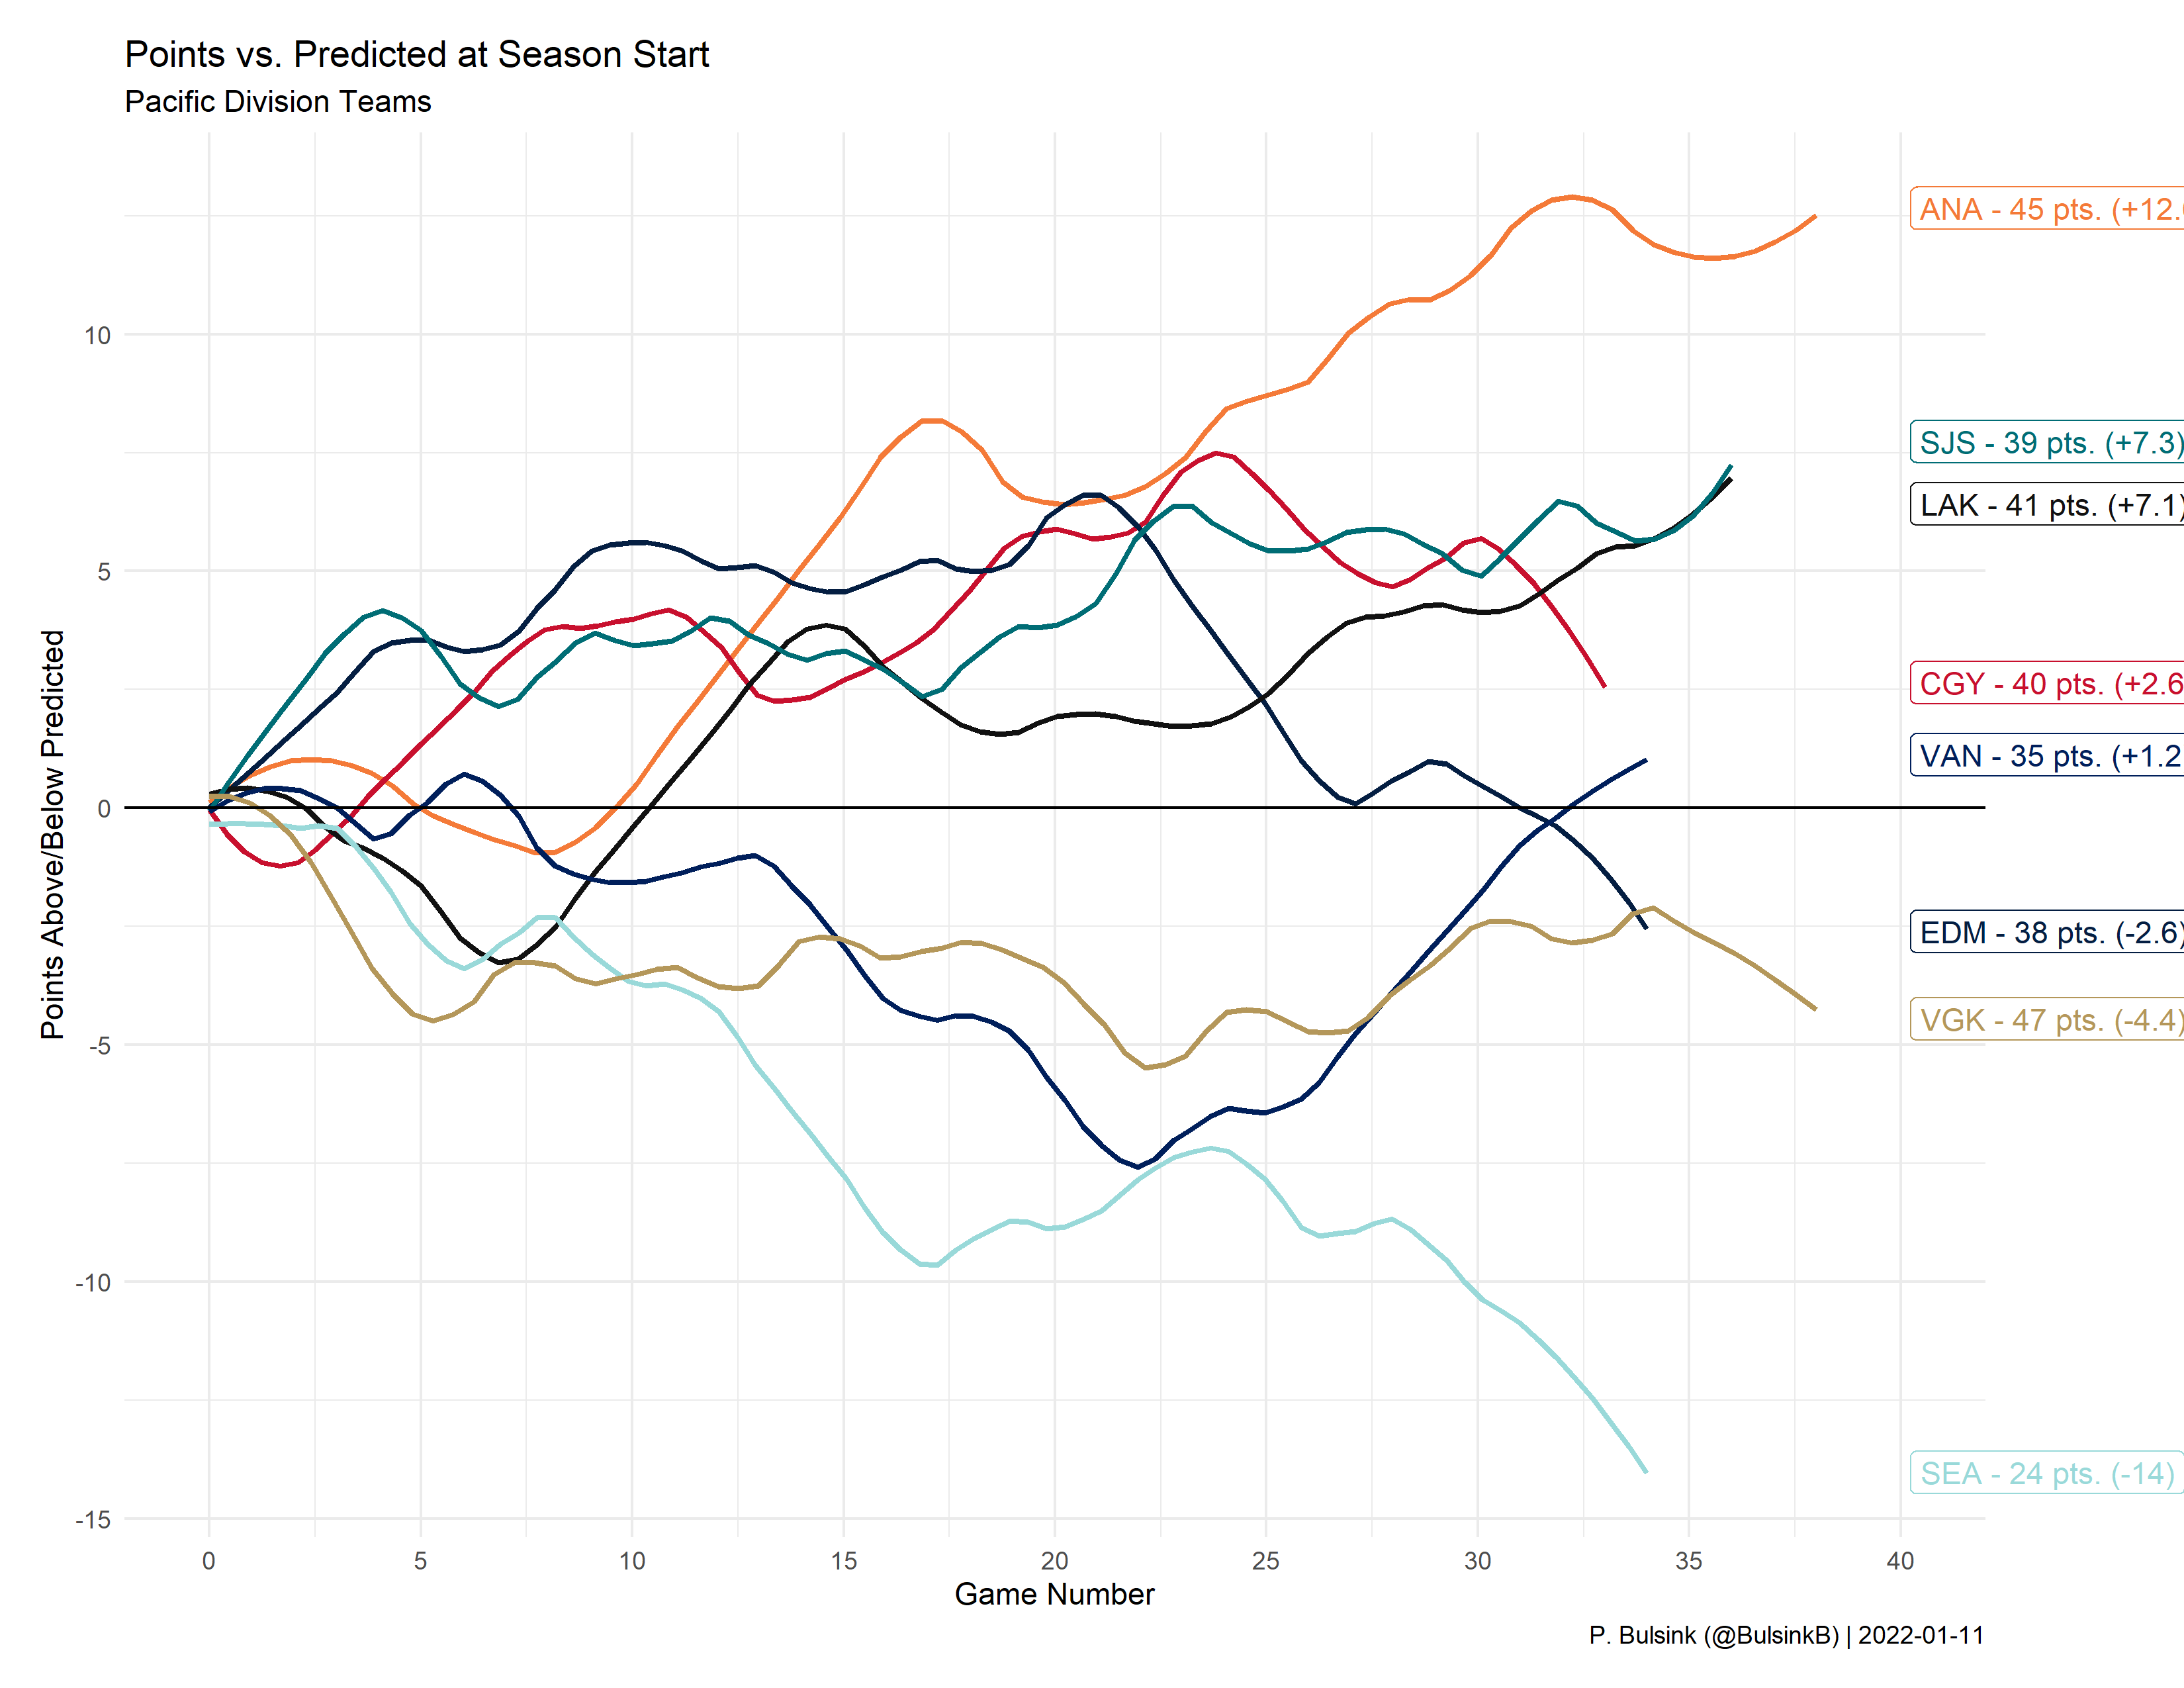 Points vs. Predicted at Season Start
Pacific Division Teams
Points Above/Below Predicted
10
5
0
-5
-10
-15
ANA - 45 pts. (+12.
SJS - 39 pts. (+7.3)
LAK - 41 pts. (+7.1)
CGY - 40 pts. (+2.6
VAN - 35 pts. (+1.2
EDM - 38 pts. (-2.6)
VGK - 47 pts. (-4.4)
SEA - 24 pts. (-14)
0 5 10 15 20 25 30 35 40
Game Number
P. Bulsink (@BulsinkB) | 2022-01-11